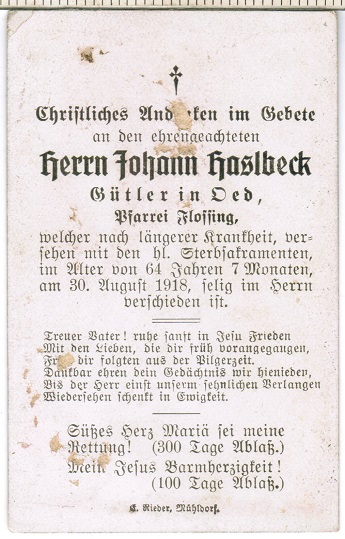 Christliches Andenken im Gebete
an den ehrengeachteten
Herrn Johann Haslbeck
Gütler in Oed,
Pfarrei Flossing,
welcher nach längerer Krankheit, ver-
sehen mit den hl. Sterbsakramenten,
im Alter von 64 Jahren 7 Monaten,
am 30. August 1918, selig im Herrn
verschieden ist.
Treuer Vater! ruhe sanft in Jesu Frieden
Mit den Lieben, die dir früh vorangegangen,
dir folgten aus der Pilgerzeit.
Dankbar ehren dein Gedächtnis wir hienieden,
Bis der Herr einst unserm sehnlichen Verlangen
Wiedersehen schenkt in Ewigkeit.
Süßes Herz Mariä sei meine
Rettung! (300 Tage Ablaß.)
Mein Jesus Barmherzigkeit!
(100 Tage Ablaß.)
Rieder, Mühldorf.